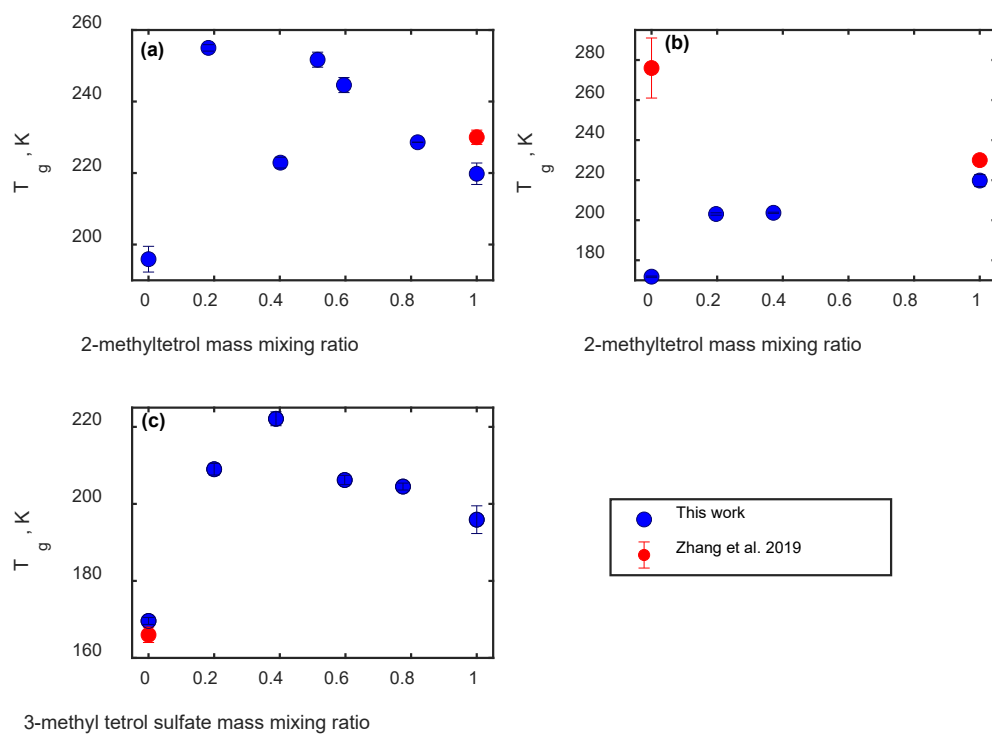 260
240
220
200
T g , K
(a)
0 0.2 0.4 0.6 0.8 1
2-methyltetrol mass mixing ratio
280
260
240
220
200
180
T g , K
(b)
0 0.2 0.4 0.6 0.8 1
2-methyltetrol mass mixing ratio
220
200
180
160
T g , K
(c)
0 0.2 0.4 0.6 0.8 1
3-methyl tetrol sulfate mass mixing ratio
This work
Zhang et al. 2019